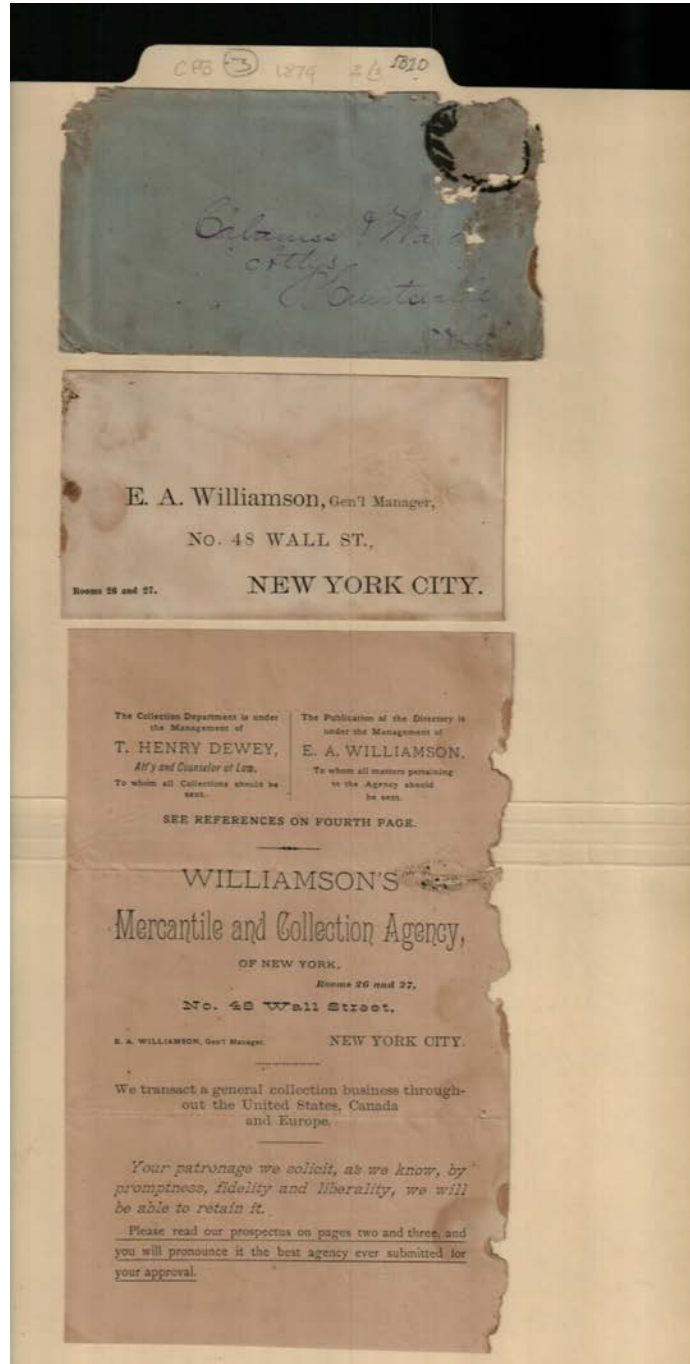 CPB 3 1879 2/3 5820
Cabaniss & Wa
Attys
Huntsville
E. A. Williamson, Gen'l Manager,
No. 48 WALL ST.,
Rooms 26 and 27. NEW YORK CITY.
The Collection Department is under
the Management of
T. HENRY DEWEY,
Att'y and Counselor at Law,
To whom all Collections should be
sent.
The Publication of the Directory is
under the Management of
E. A. WILLIAMSON,
To whom all matters pertaining
to the Agency should
be sent.
SEE REFERENCES ON FOURTH PAGE.
WILLIAMSON'S
Mercantile and Collection Agency,
OF NEW YORK,
Rooms 26 and 27,
No. 48 Wall Street,
E. A. WILLIAMSON, Gen'l Manager. NEW YORK CITY.
We transact a general collection business through-
out the United States, Canada
and Europe.
Your patronage we solicit, as we know, by
promptness, fidelity and liberality, we will
be able to retain it.
Please read our prospectus on pages two and three, and
you will pronounce it the best agency ever submitted for
your approval.